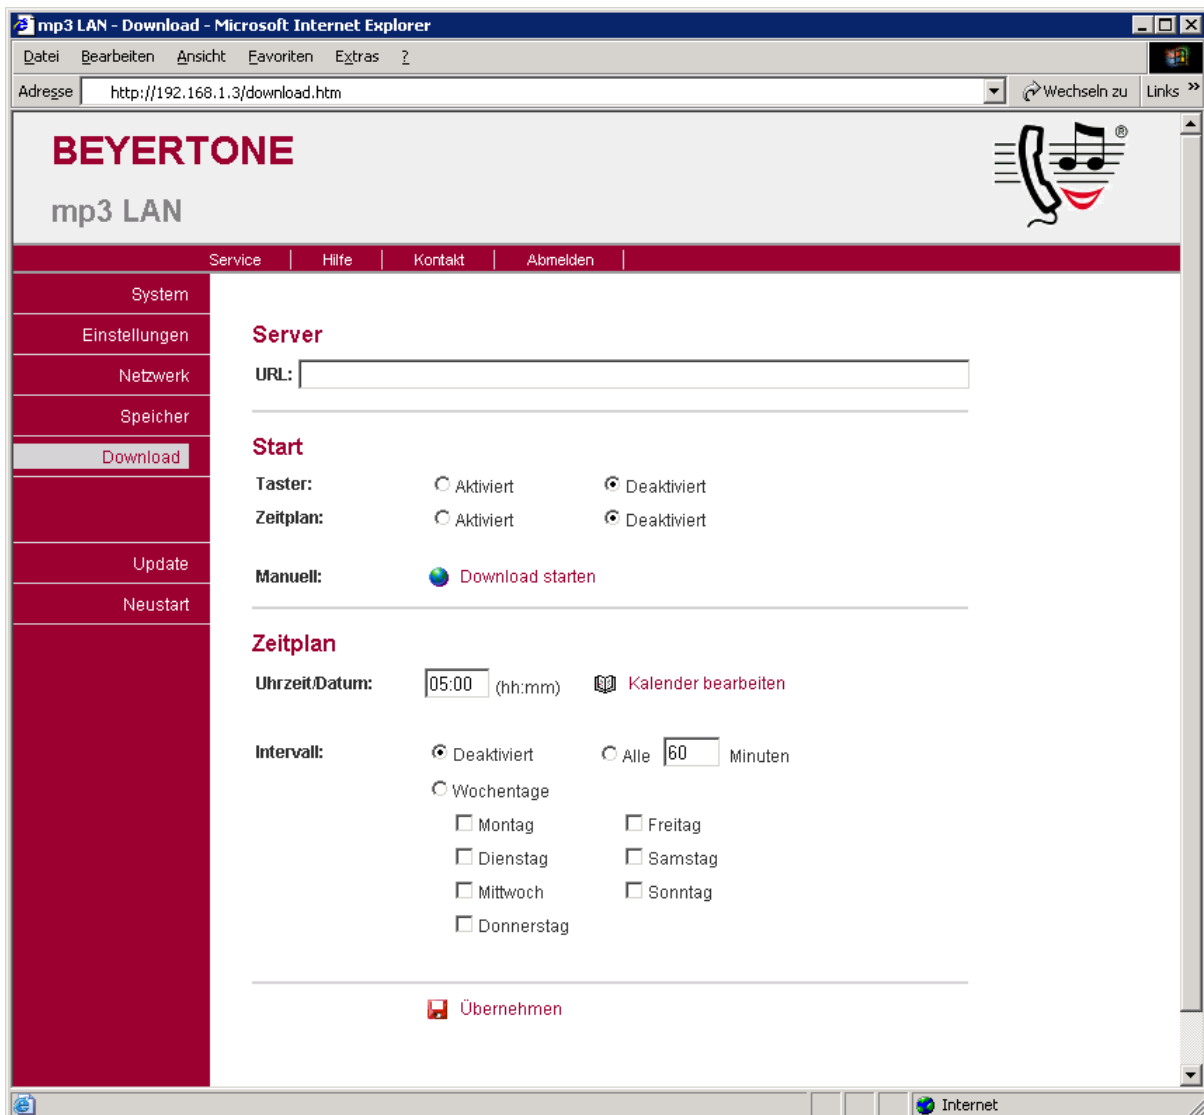 mp3 LAN - Download - Microsoft Internet Explorer
Datei Bearbeiten Ansicht Favoriten Extras ?
Adresse http://192.168.1.3/download.htm Wechseln zu Links »
BEYERTONE
®
mp3 LAN
Service Hilfe Kontakt Abmelden
System
Einstellungen
Netzwerk
Speicher
Download
Update
Neustart
Server
URL:
Start
Taster: Aktiviert Deaktiviert
Zeitplan: Aktiviert Deaktiviert
Manuell: Download starten
Zeitplan
Uhrzeit/Datum: 05:00 (hh:mm) Kalender bearbeiten
Intervall: Deaktiviert Alle 60 Minuten
Wochentage
Montag Freitag
Dienstag Samstag
Mittwoch Sonntag
Donnerstag
Übernehmen
Internet